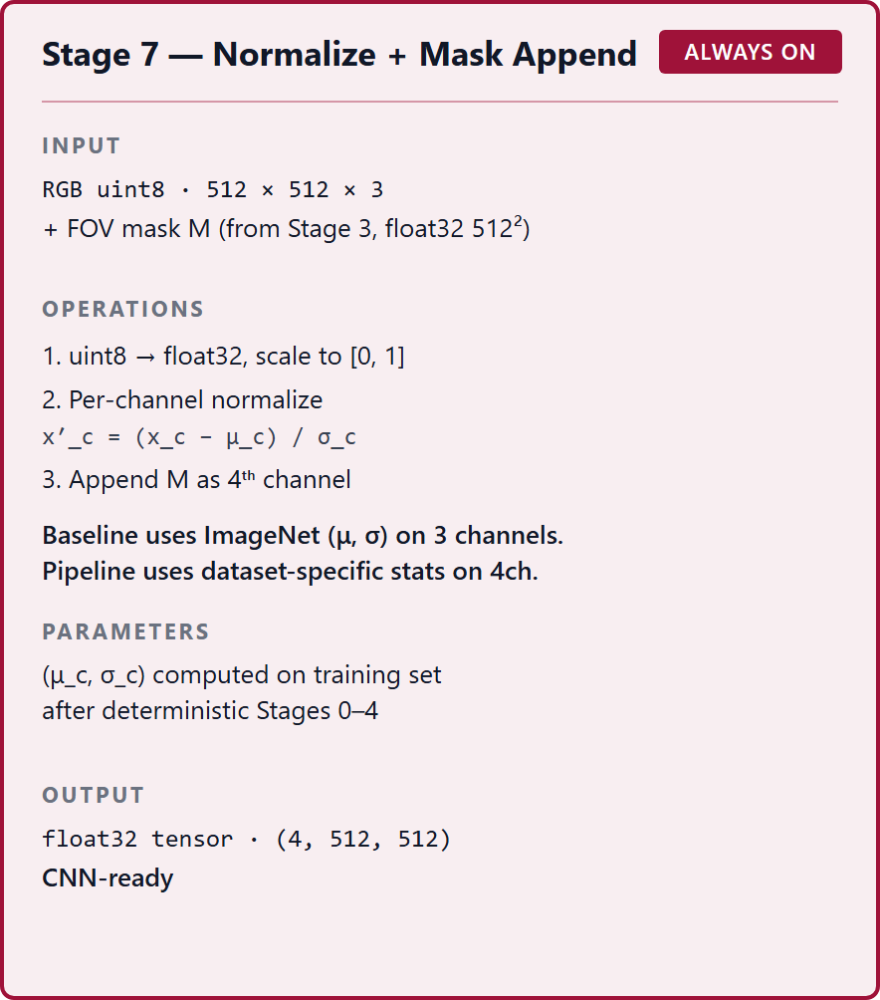 Stage 7 — Normalize + Mask Append
ALWAYS ON
INPUT
RGB uint8 · 512 × 512 × 3
+ FOV mask M (from Stage 3, float32 512²)
OPERATIONS
1. uint8 → float32, scale to [0, 1]
2. Per-channel normalize
x′_c = (x_c − μ_c) / σ_c
3. Append M as 4ᵗʰ channel
Baseline uses ImageNet (μ, σ) on 3 channels.
Pipeline uses dataset-specific stats on 4ch.
PARAMETERS
(μ_c, σ_c) computed on training set
after deterministic Stages 0–4
OUTPUT
float32 tensor · (4, 512, 512)
CNN-ready